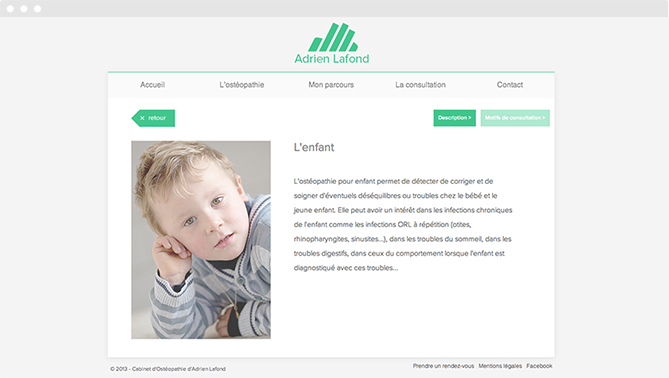 Adrien Lafond
Accueil L'ostéopathie Mon parcours La consultation Contact
× retour
Description > Motifs de consultation >
L'enfant
L'ostéopathie pour enfant permet de détecter de corriger et de
soigner d'éventuels déséquilibres ou troubles chez le bébé et le
jeune enfant. Elle peut avoir un intérêt dans les infections chroniques
de l'enfant comme les infections ORL à répétition (otites,
rhinopharyngites, sinusites...), dans les troubles du sommeil, dans les
troubles digestifs, dans ceux du comportement lorsque l'enfant est
diagnostiqué avec ces troubles...
© 2013 - Cabinet d'Ostéopathie d'Adrien Lafond
Prendre un rendez-vous Mentions légales Facebook